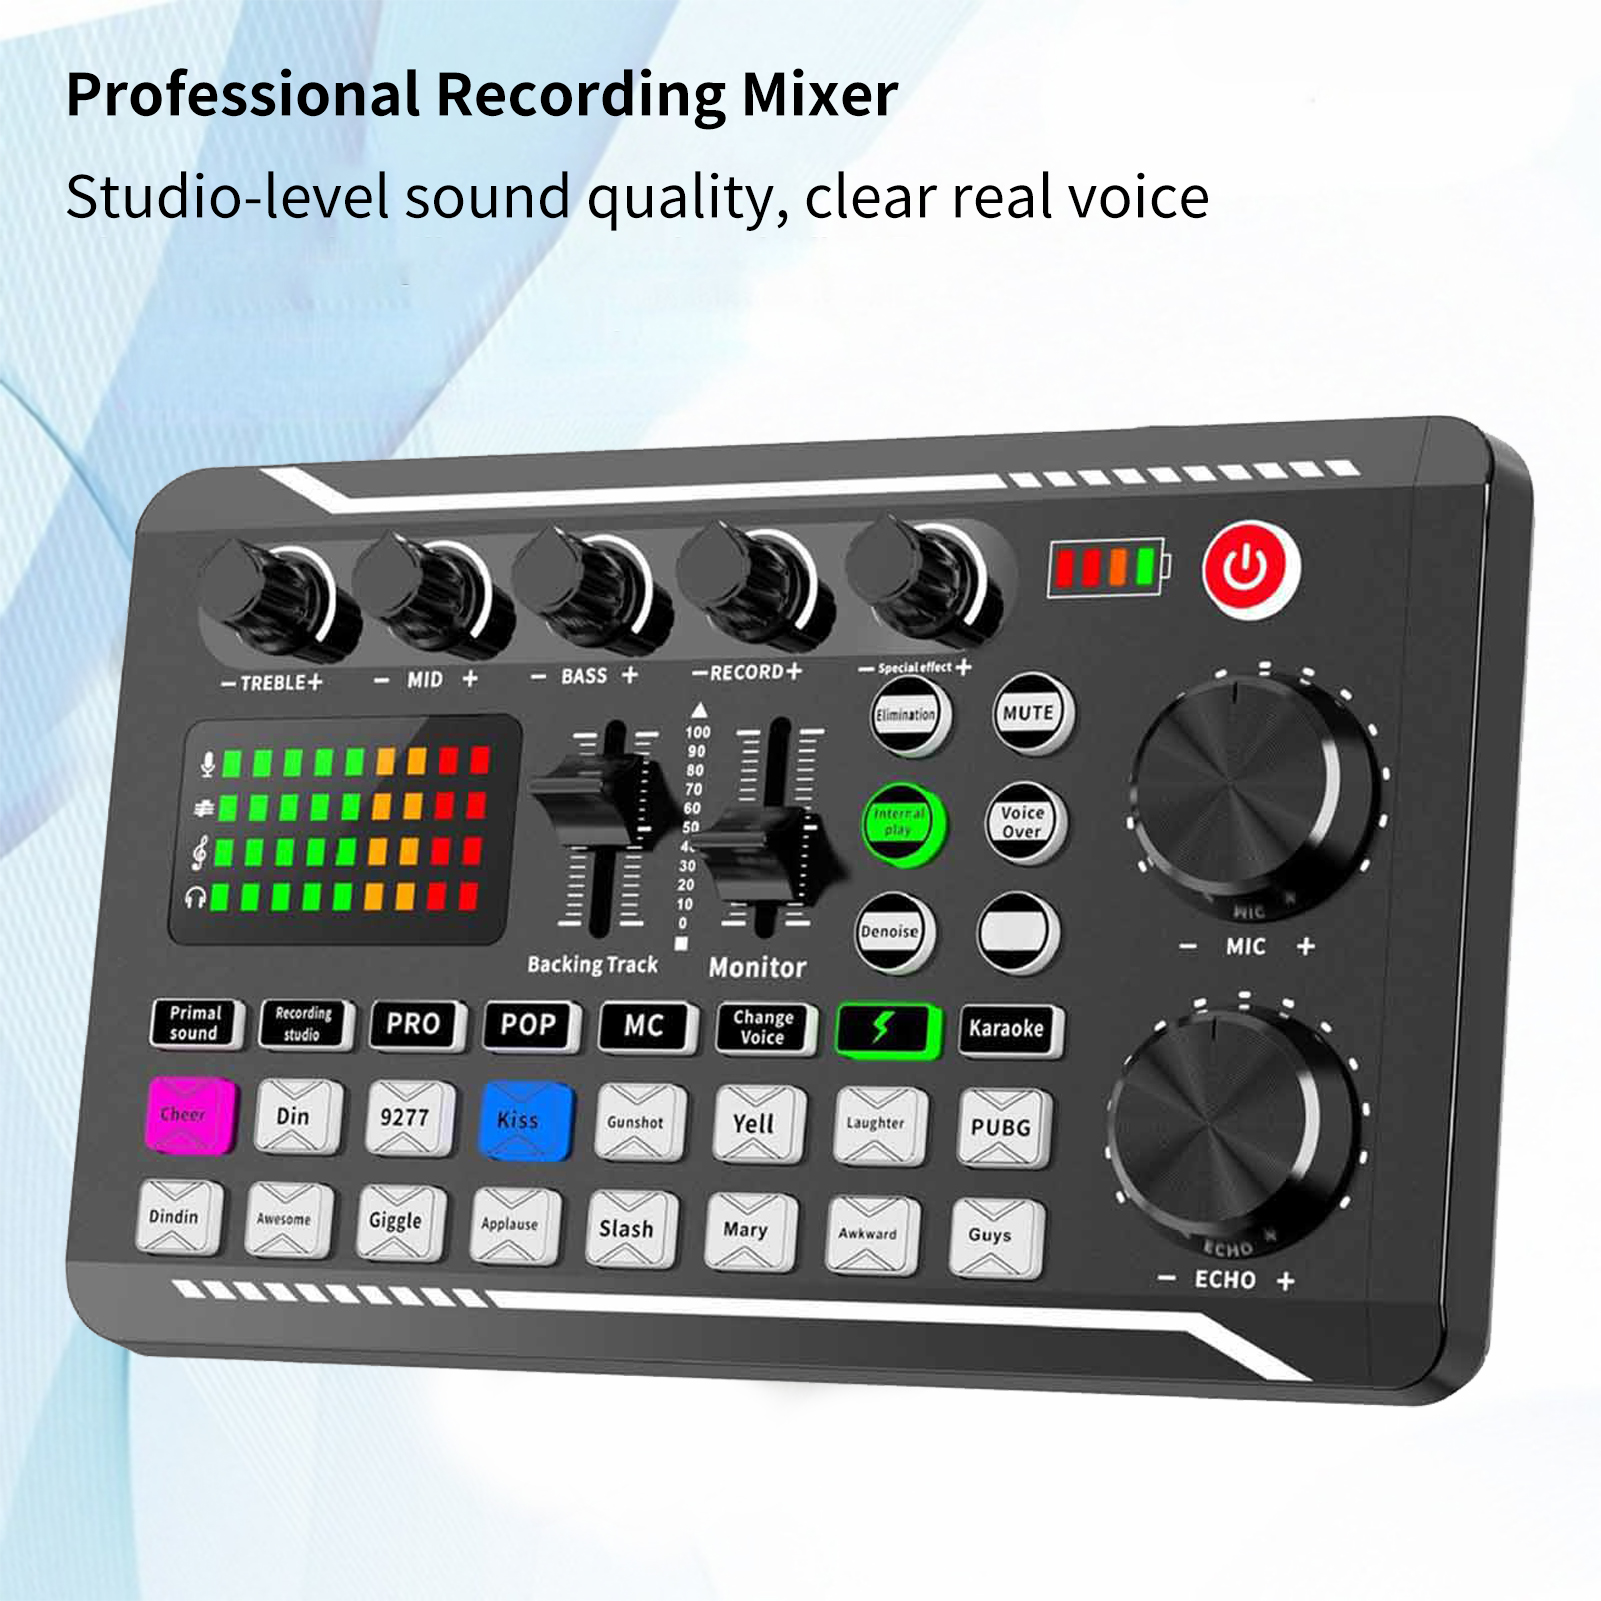 Professional Recording Mixer
Studio-level sound quality, clear real voice
− TREBLE +
− MID +
− BASS +
− RECORD +
− Special effect +
Elimination
MUTE
100
90
80
70
60
50
30
20
10
0
Internal
play
Voice
Over
Denoise
Backing Track
Monitor
MIC
− MIC +
Primal
sound
Recording
studio
PRO
POP
MC
Change
Voice
Karaoke
Cheer
Din
9277
Kiss
Gunshot
Yell
Laughter
PUBG
Dindin
Awesome
Giggle
Applause
Slash
Mary
Awkward
Guys
ECHO
− ECHO +